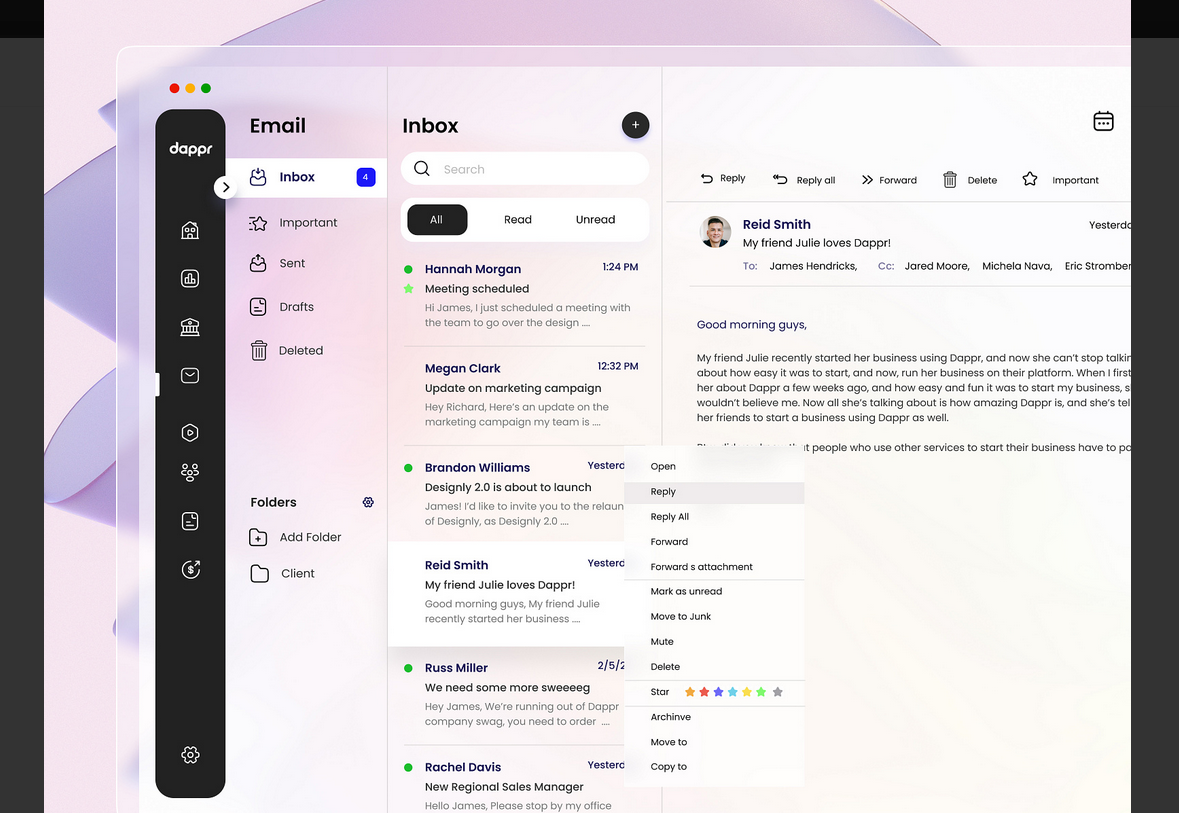 dappr
Email
Inbox
4
Important
Sent
Drafts
Deleted
Folders
Add Folder
Client
Inbox
+
Search
All
Read
Unread
Hannah Morgan
1:24 PM
Meeting scheduled
Hi James, I just scheduled a meeting with
the team to go over the design ....
Megan Clark
12:32 PM
Update on marketing campaign
Hey Richard, Here's an update on the
marketing campaign my team is ....
Brandon Williams
Yesterd
Designly 2.0 is about to launch
James! I'd like to invite you to the relaun
of Designly, as Designly 2.0 ....
Reid Smith
Yesterd
My friend Julie loves Dappr!
Good morning guys, My friend Julie
recently started her business ....
Russ Miller
2/5/2
We need some more sweeeeg
Hey James, We're running out of Dappr
company swag, you need to order ....
Rachel Davis
Yesterd
New Regional Sales Manager
Hello James, Please stop by my office
Reply
Reply all
Forward
Delete
Important
Reid Smith
Yesterda
My friend Julie loves Dappr!
To: James Hendricks, Cc: Jared Moore, Michela Nava, Eric Stromber
Good morning guys,
My friend Julie recently started her business using Dappr, and now she can't stop talkin
about how easy it was to start, and now, run her business on their platform. When I first
her about Dappr a few weeks ago, and how easy and fun it was to start my business, s
wouldn't believe me. Now all she's talking about is how amazing Dappr is, and she's tel
her friends to start a business using Dappr as well.
people who use other services to start their business have to pa
Open
Reply
Reply All
Forward
Forward s attachment
Mark as unread
Move to Junk
Mute
Delete
Star
Archinve
Move to
Copy to